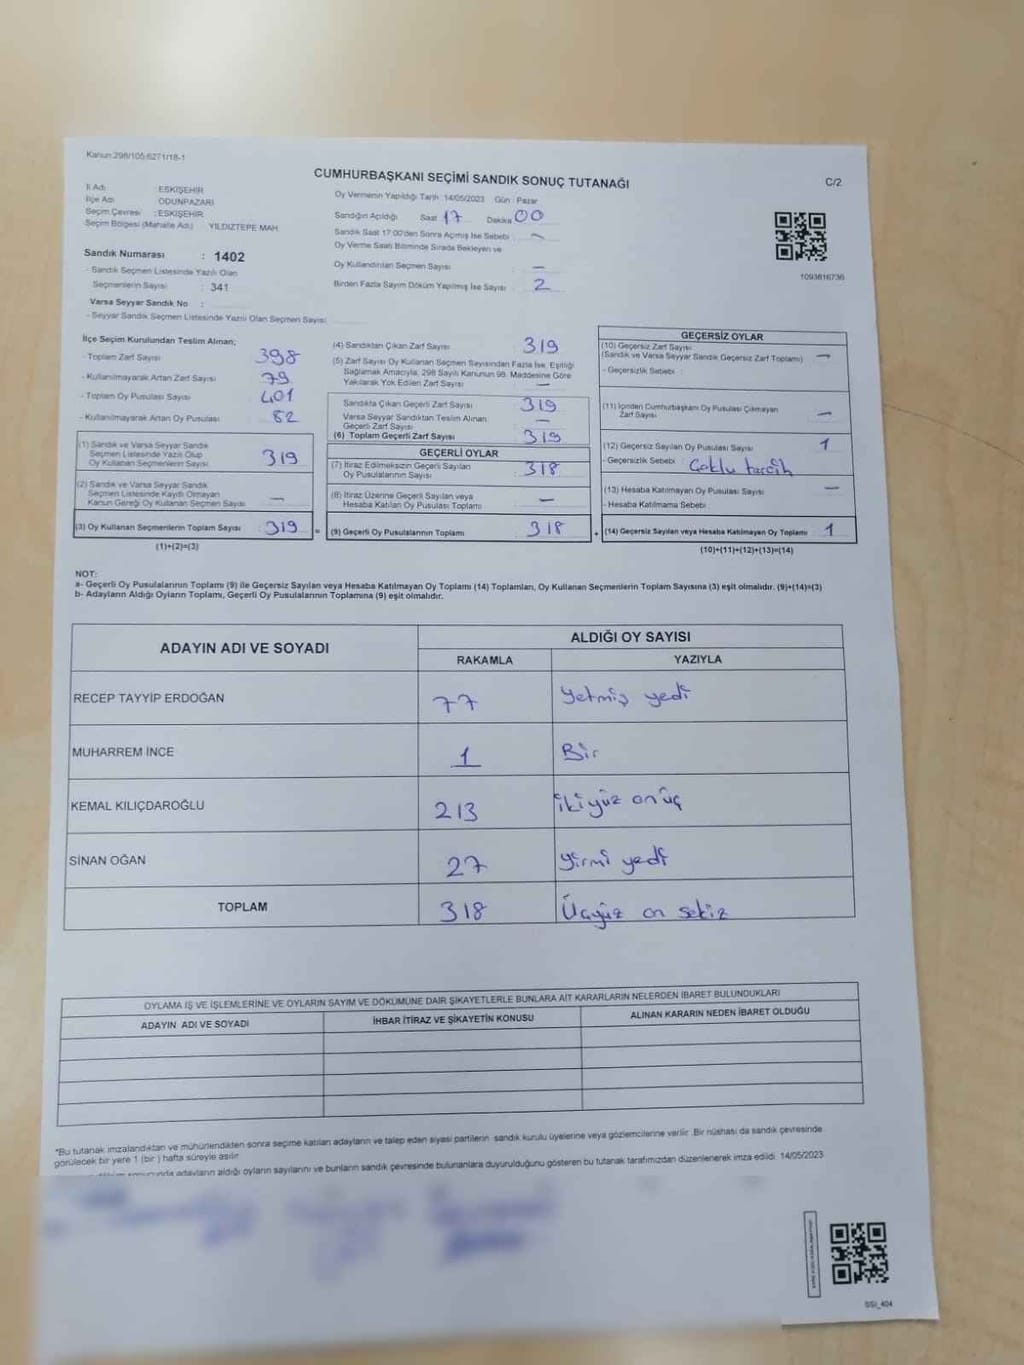 Kanun:298/105;6271/18-1
CUMHURBAŞKANI SEÇİMİ SANDIK SONUÇ TUTANAĞI
C/2
İl Adı : ESKİŞEHİR
İlçe Adı : ODUNPAZARI
Seçim Çevresi : ESKİŞEHİR
Seçim Bölgesi (Mahalle Adı) YILDIZTEPE MAH
Sandık Numarası : 1402
- Sandık Seçmen Listesinde Yazılı Olan
Seçmenlerin Sayısı : 341
Varsa Seyyar Sandık No :
- Seyyar Sandık Seçmen Listesinde Yazılı Olan Seçmen Sayısı
Oy Vermenin Yapıldığı Tarih :14/05/2023 Gün : Pazar
Sandığın Açıldığı Saat 17 Dakika 00
Sandık Saat 17:00'den Sonra Açılmış İse Sebebi : -
Oy Verme Saati Bitiminde Sırada Bekleyen ve
Oy Kullandırılan Seçmen Sayısı : -
Birden Fazla Sayım Döküm Yapılmış İse Sayısı : 2
1093616736
İlçe Seçim Kurulundan Teslim Alınan;
- Toplam Zarf Sayısı : 398
- Kullanılmayarak Artan Zarf Sayısı : 79
- Toplam Oy Pusulası Sayısı : 401
- Kullanılmayarak Artan Oy Pusulası : 82
(1) Sandık ve Varsa Seyyar Sandık
Seçmen Listesinde Yazılı Olup
Oy Kullanan Seçmenlerin Sayısı : 319
(2) Sandık ve Varsa Seyyar Sandık
Seçmen Listesinde Kayıtlı Olmayan
Kanun Gereği Oy Kullanan Seçmen Sayısı : -
(3) Oy Kullanan Seçmenlerin Toplam Sayısı : 319 =
(1)+(2)=(3)
(4) Sandıktan Çıkan Zarf Sayısı : 319
(5) Zarf Sayısı Oy Kullanan Seçmen Sayısından Fazla İse, Eşitliği
Sağlamak Amacıyla, 298 Sayılı Kanunun 98. Maddesine Göre
Yakılarak Yok Edilen Zarf Sayısı : -
Sandıkta Çıkan Geçerli Zarf Sayısı : 319
Varsa Seyyar Sandıktan Teslim Alınan
Geçerli Zarf Sayısı : -
(6) Toplam Geçerli Zarf Sayısı : 319
GEÇERLİ OYLAR
(7) İtiraz Edilmeksizin Geçerli Sayılan
Oy Pusulalarının Sayısı : 318
(8) İtiraz Üzerine Geçerli Sayılan veya
Hesaba Katılan Oy Pusulası Toplamı : -
(9) Geçerli Oy Pusulalarının Toplamı : 318 +
GEÇERSİZ OYLAR
(10) Geçersiz Zarf Sayısı
(Sandık ve Varsa Seyyar Sandık Geçersiz Zarf Toplamı) : -
- Geçersizlik Sebebi :
(11) İçinden Cumhurbaşkanı Oy Pusulası Çıkmayan
Zarf Sayısı : -
(12) Geçersiz Sayılan Oy Pusulası Sayısı : 1
- Geçersizlik Sebebi : Çoklu tercih
(13) Hesaba Katılmayan Oy Pusulası Sayısı : -
- Hesaba Katılmama Sebebi :
(14) Geçersiz Sayılan veya Hesaba Katılmayan Oy Toplamı : 1
(10)+(11)+(12)+(13)=(14)
NOT:
a- Geçerli Oy Pusulalarının Toplamı (9) ile Geçersiz Sayılan veya Hesaba Katılmayan Oy Toplamı (14) Toplamları, Oy Kullanan Seçmenlerin Toplam Sayısına (3) eşit olmalıdır. (9)+(14)=(3)
b- Adayların Aldığı Oyların Toplamı, Geçerli Oy Pusulalarının Toplamına (9) eşit olmalıdır.
ADAYIN ADI VE SOYADI
ALDIĞI OY SAYISI
RAKAMLA YAZIYLA
RECEP TAYYİP ERDOĞAN 77 Yetmiş yedi
MUHARREM İNCE 1 Bir
KEMAL KILIÇDAROĞLU 213 İkiyüz onüç
SİNAN OĞAN 27 Yirmi yedi
TOPLAM 318 Üçyüz on sekiz
OYLAMA İŞ VE İŞLEMLERİNE VE OYLARIN SAYIM VE DÖKÜMÜNE DAİR ŞİKAYETLERLE BUNLARA AİT KARARLARIN NELERDEN İBARET BULUNDUKLARI
ADAYIN ADI VE SOYADI İHBAR İTİRAZ VE ŞİKAYETİN KONUSU ALINAN KARARIN NEDEN İBARET OLDUĞU
*Bu tutanak imzalandıktan ve mühürlendikten sonra seçime katılan adayların ve talep eden siyasi partilerin sandık kurulu üyelerine veya gözlemcilerine verilir. Bir nüshası da sandık çevresinde
görülecek bir yere 1 (bir) hafta süreyle asılır.
adayların aldığı oyların sayılarını ve bunların sandık çevresinde bulunanlara duyurulduğunu gösteren bu tutanak tarafımızdan düzenlenerek imza edildi. 14/05/2023
SSI_404